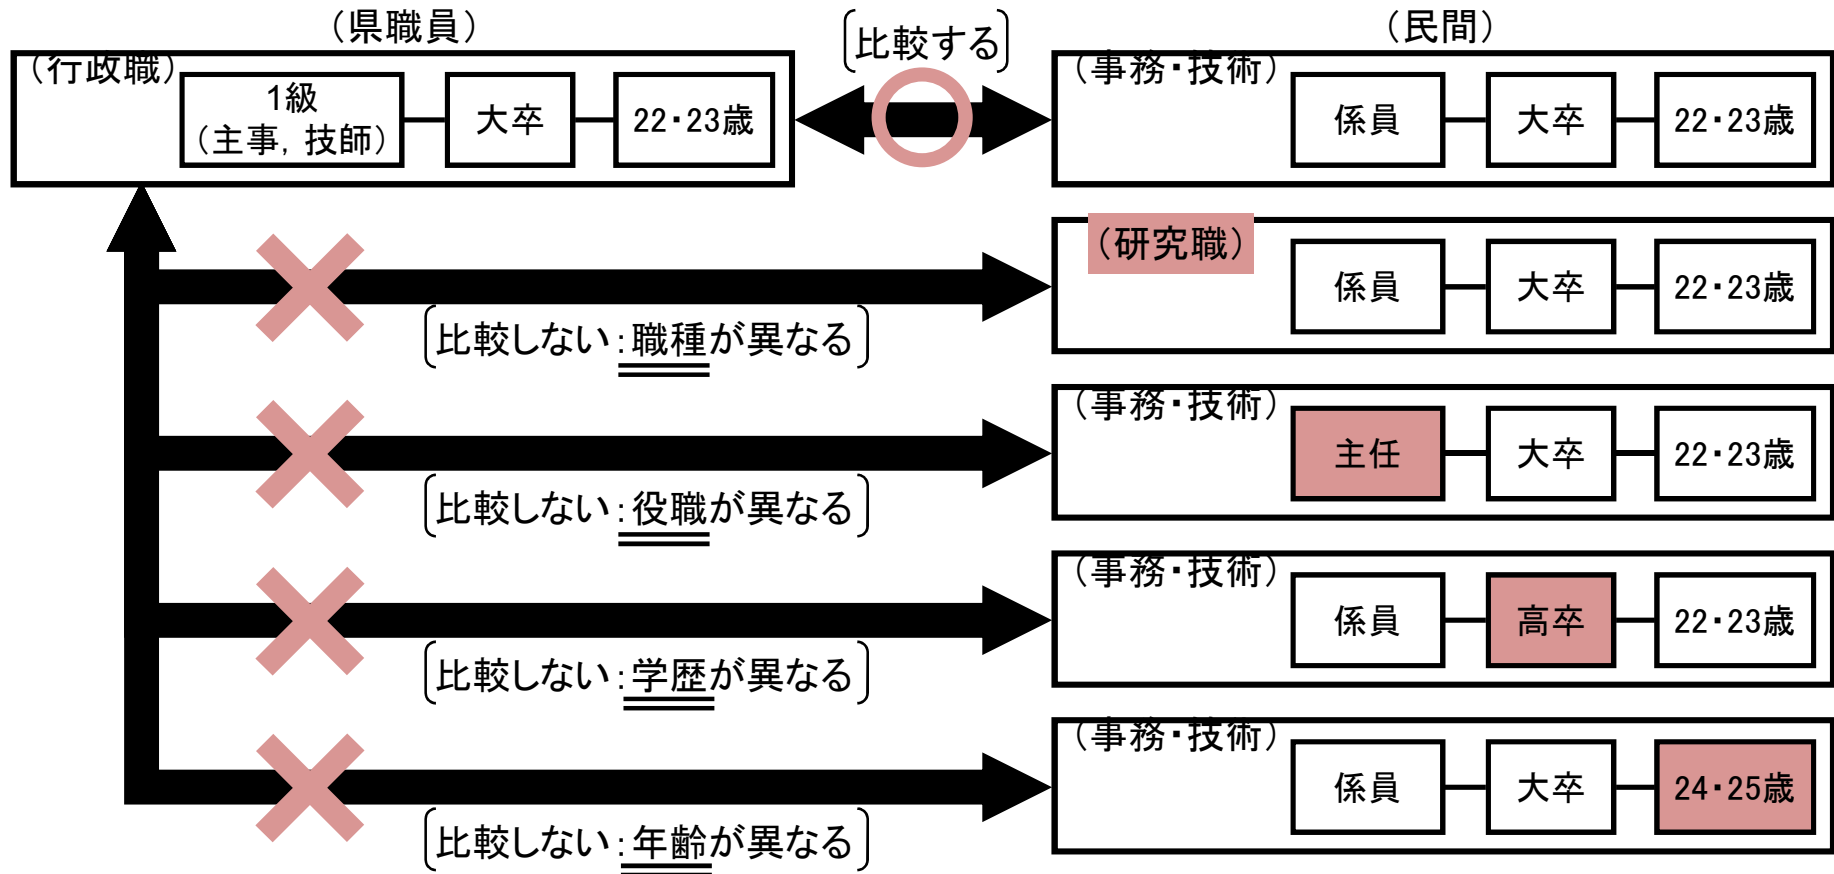 （県職員）
〔比較する〕
（民間）
（行政職）
1級
（主事，技師）
大卒
22・23歳
（事務・技術）
係員
大卒
22・23歳
（研究職）
係員
大卒
22・23歳
〔比較しない：職種が異なる〕
（事務・技術）
主任
大卒
22・23歳
〔比較しない：役職が異なる〕
（事務・技術）
係員
高卒
22・23歳
〔比較しない：学歴が異なる〕
（事務・技術）
係員
大卒
24・25歳
〔比較しない：年齢が異なる〕